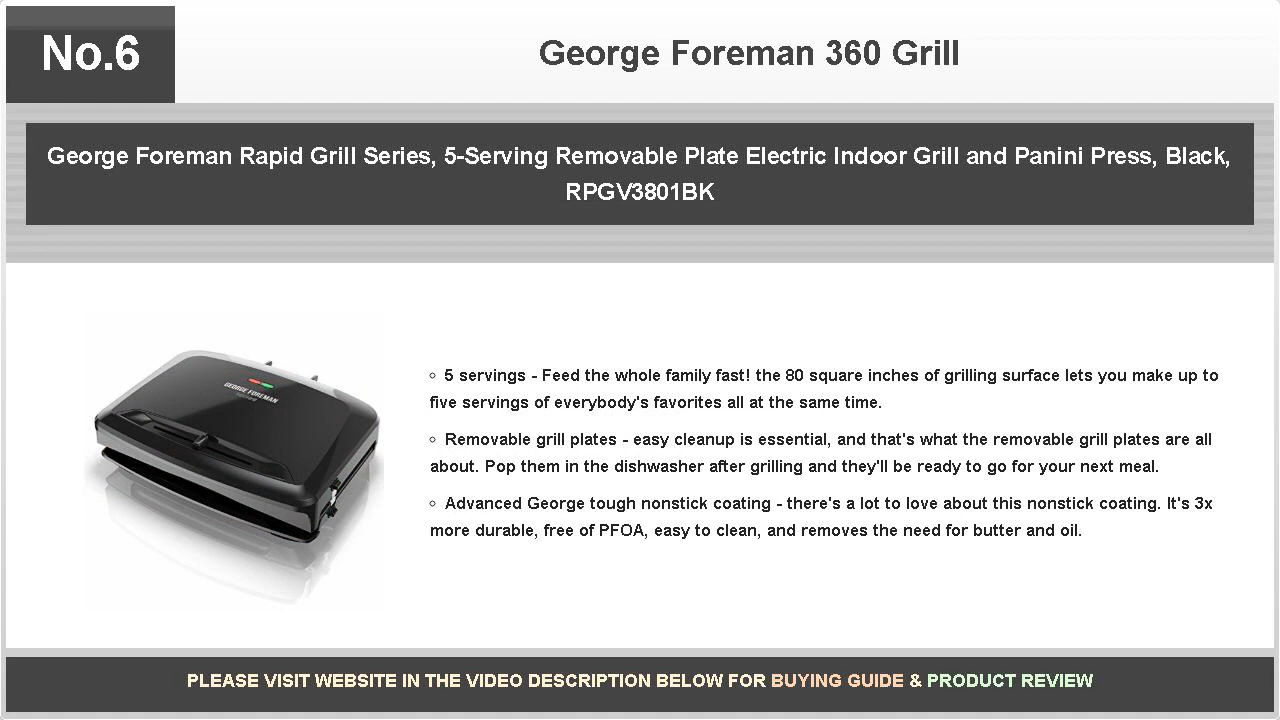 No.6
George Foreman 360 Grill
George Foreman Rapid Grill Series, 5-Serving Removable Plate Electric Indoor Grill and Panini Press, Black,
RPGV3801BK
GEORGE FOREMAN
◦ 5 servings - Feed the whole family fast! the 80 square inches of grilling surface lets you make up to
five servings of everybody's favorites all at the same time.
◦ Removable grill plates - easy cleanup is essential, and that's what the removable grill plates are all
about. Pop them in the dishwasher after grilling and they'll be ready to go for your next meal.
◦ Advanced George tough nonstick coating - there's a lot to love about this nonstick coating. It's 3x
more durable, free of PFOA, easy to clean, and removes the need for butter and oil.
PLEASE VISIT WEBSITE IN THE VIDEO DESCRIPTION BELOW FOR BUYING GUIDE & PRODUCT REVIEW